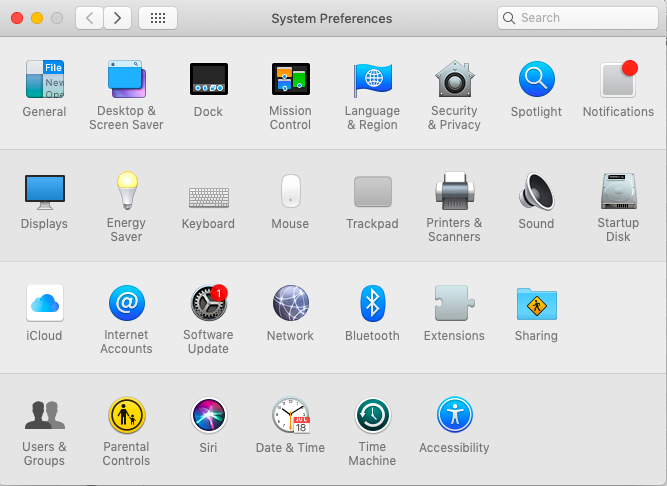 System Preferences
Search
File
New
Ope
General
Desktop &
Screen Saver
Dock
Mission
Control
Language
& Region
Security
& Privacy
Spotlight
Notifications
Displays
Energy
Saver
Keyboard
Mouse
Trackpad
Printers &
Scanners
Sound
Startup
Disk
iCloud
@
Internet
Accounts
1
Software
Update
Network
Bluetooth
Extensions
Sharing
Users &
Groups
Parental
Controls
Siri
JUL
18
Date & Time
Time
Machine
Accessibility